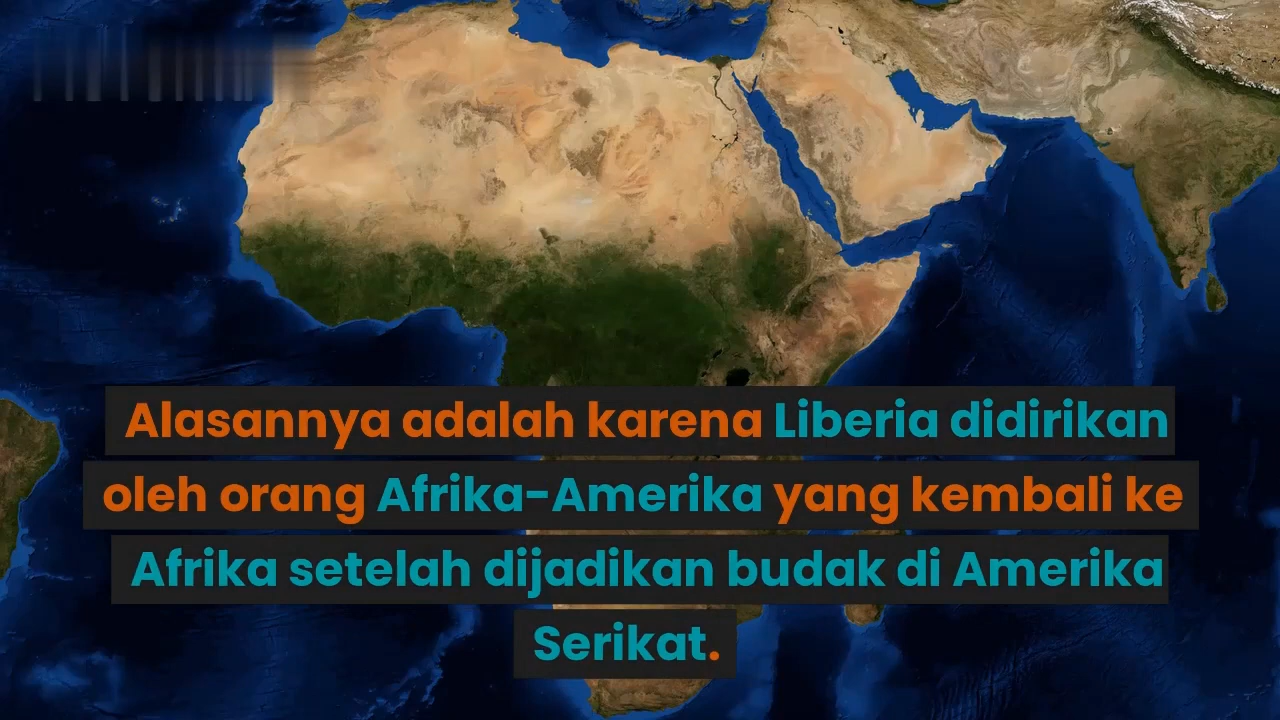 Alasannya adalah karena Liberia didirikan
oleh orang Afrika-Amerika yang kembali ke
Afrika setelah dijadikan budak di Amerika
Serikat.